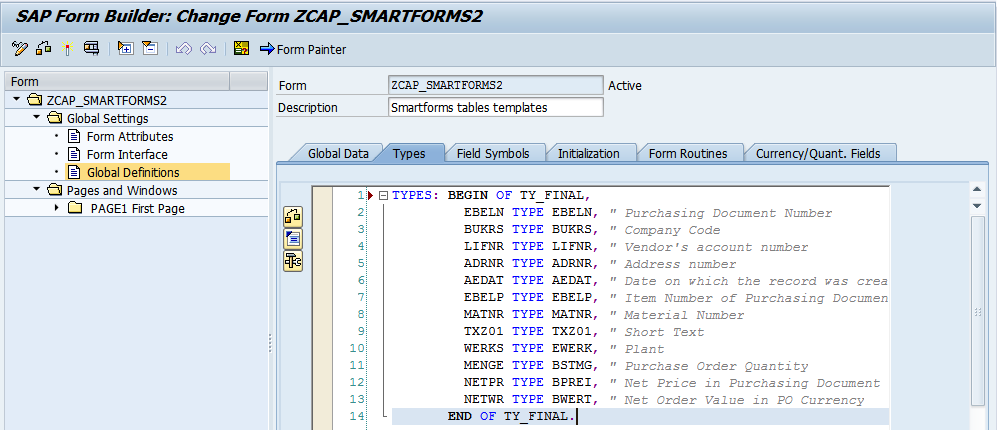 SAP Form Builder: Change Form ZCAP_SMARTFORMS2
Form Painter
Form
ZCAP_SMARTFORMS2
Global Settings
Form Attributes
Form Interface
Global Definitions
Pages and Windows
PAGE1 First Page
Form ZCAP_SMARTFORMS2 Active
Description Smartforms tables templates
Global Data Types Field Symbols Initialization Form Routines Currency/Quant. Fields
1 TYPES: BEGIN OF TY_FINAL,
2 EBELN TYPE EBELN, " Purchasing Document Number
3 BUKRS TYPE BUKRS, " Company Code
4 LIFNR TYPE LIFNR, " Vendor's account number
5 ADRNR TYPE ADRNR, " Address number
6 AEDAT TYPE AEDAT, " Date on which the record was crea
7 EBELP TYPE EBELP, " Item Number of Purchasing Documen
8 MATNR TYPE MATNR, " Material Number
9 TXZ01 TYPE TXZ01, " Short Text
10 WERKS TYPE EWERK, " Plant
11 MENGE TYPE BSTMG, " Purchase Order Quantity
12 NETPR TYPE BPREI, " Net Price in Purchasing Document
13 NETWR TYPE BWERT, " Net Order Value in PO Currency
14 END OF TY_FINAL.